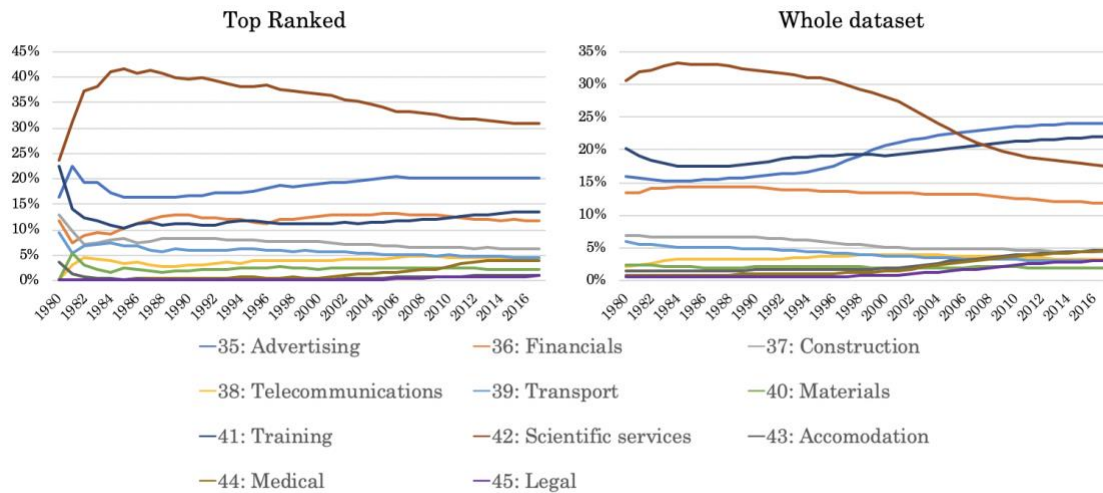 Top Ranked
Whole dataset
45%
40%
35%
30%
25%
20%
15%
10%
5%
0%
1980 1982 1984 1986 1988 1990 1992 1994 1996 1998 2000 2002 2004 2006 2008 2010 2012 2014 2016
35%
30%
25%
20%
15%
10%
5%
0%
1980 1982 1984 1986 1988 1990 1992 1994 1996 1998 2000 2002 2004 2006 2008 2010 2012 2014 2016
35: Advertising 36: Financials 37: Construction
38: Telecommunications 39: Transport 40: Materials
41: Training 42: Scientific services 43: Accomodation
44: Medical 45: Legal